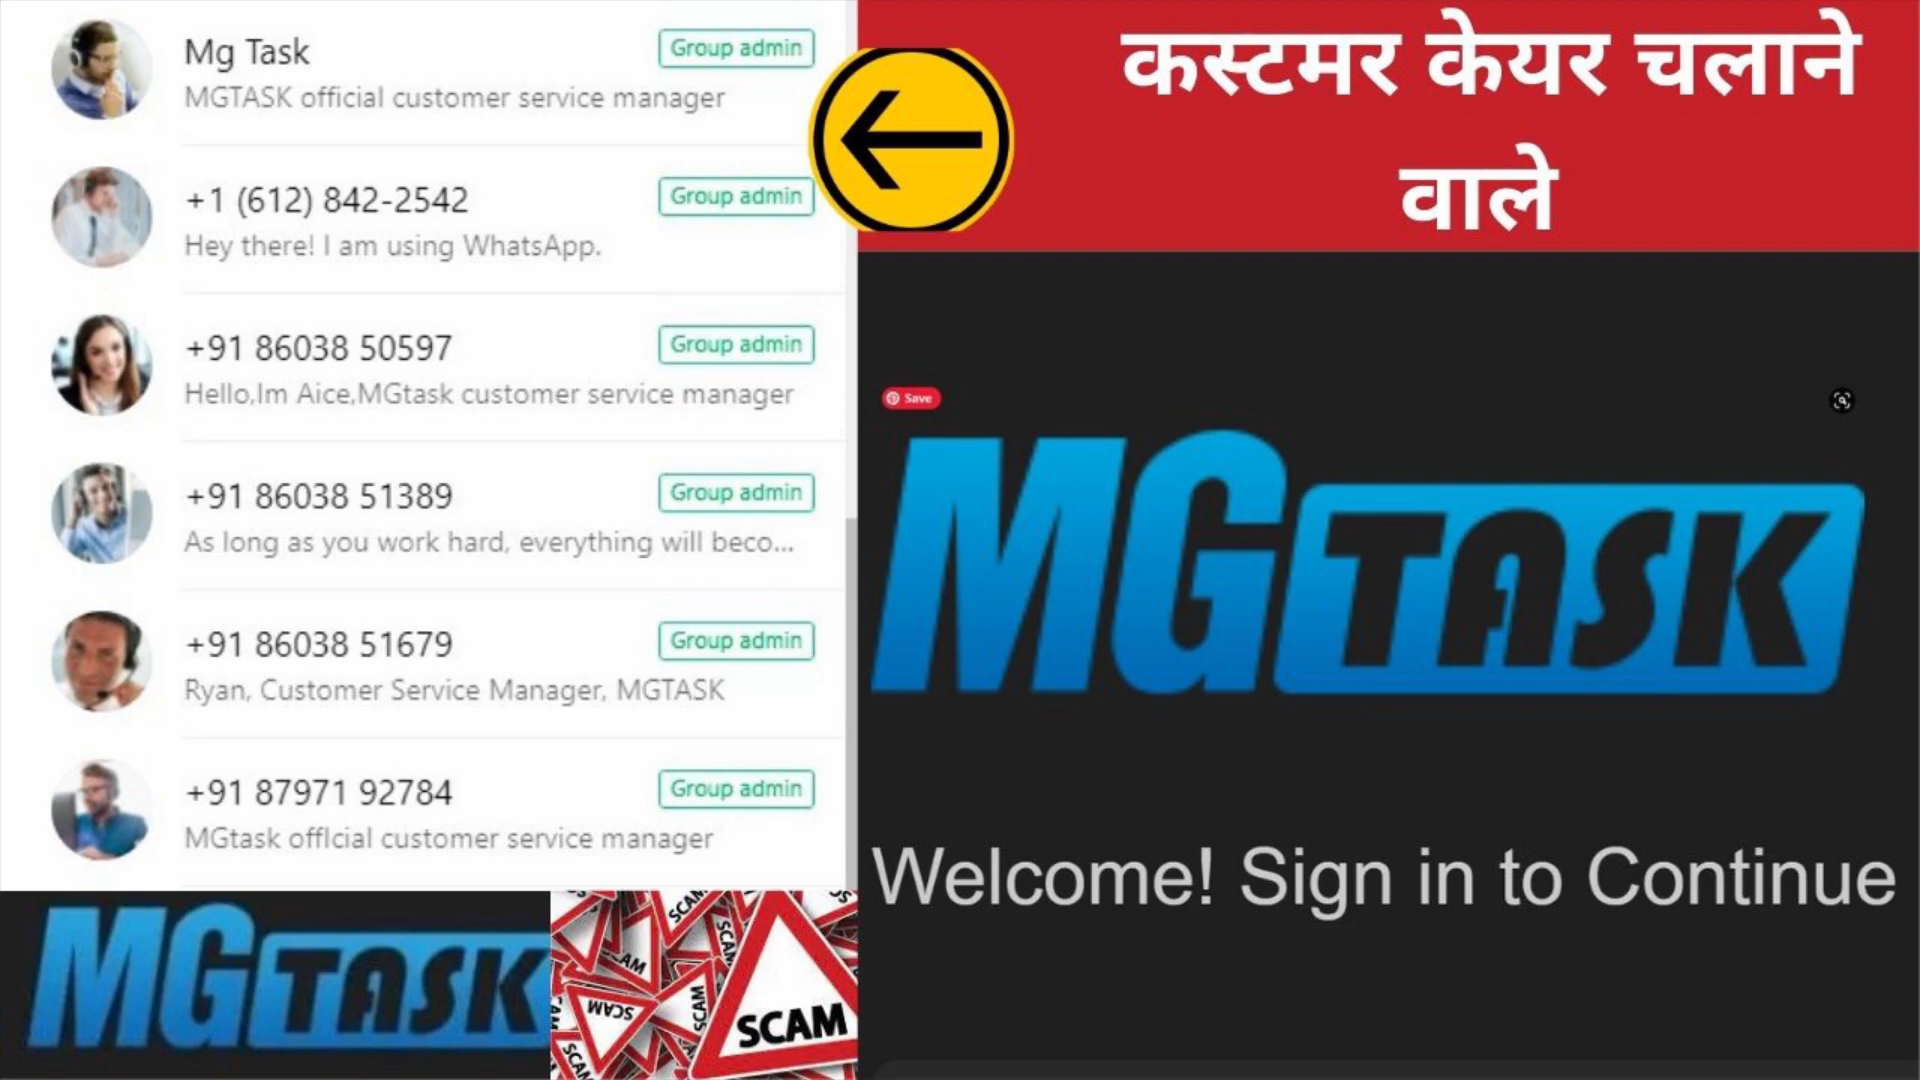 Mg Task
Group admin
MGTASK official customer service manager
+1 (612) 842-2542
Group admin
Hey there! I am using WhatsApp.
+91 86038 50597
Group admin
Hello,Im Aice,MGtask customer service manager
+91 86038 51389
Group admin
As long as you work hard, everything will beco...
+91 86038 51679
Group admin
Ryan, Customer Service Manager, MGTASK
+91 87971 92784
Group admin
MGtask offlcial customer service manager
MGTASK
SCAM
SCAM
SCAM
SCAM
SCAM
SCAM
SCAM
कस्टमर केयर चलाने
वाले
Save
MGTASK
Welcome! Sign in to Continue